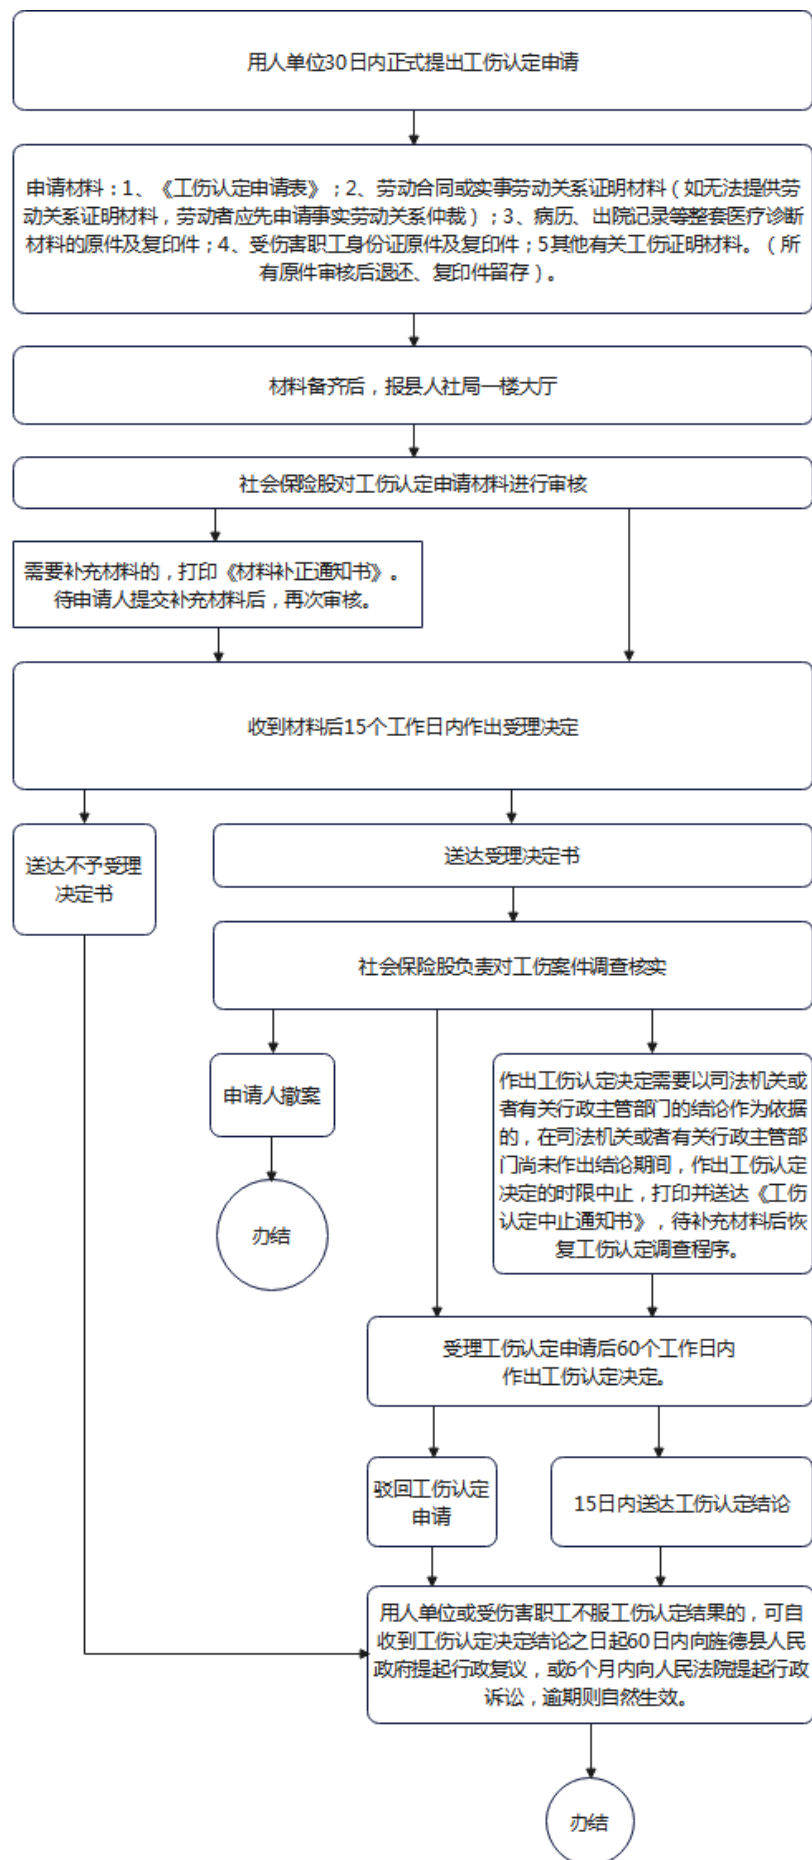 用人单位30日内正式提出工伤认定申请
申请材料：1、《工伤认定申请表》；2、劳动合同或实事劳动关系证明材料（如无法提供劳
动关系证明材料，劳动者应先申请事实劳动关系仲裁）；3、病历、出院记录等整套医疗诊断
材料的原件及复印件；4、受伤害职工身份证原件及复印件；5其他有关工伤证明材料。（所
有原件审核后退还、复印件留存）。
材料备齐后，报县人社局一楼大厅
社会保险股对工伤认定申请材料进行审核
需要补充材料的，打印《材料补正通知书》。
待申请人提交补充材料后，再次审核。
收到材料后15个工作日内作出受理决定
送达不予受理
决定书
送达受理决定书
社会保险股负责对工伤案件调查核实
申请人撤案
办结
作出工伤认定决定需要以司法机关或
者有关行政主管部门的结论作为依据
的，在司法机关或者有关行政主管部
门尚未作出结论期间，作出工伤认定
决定的时限中止，打印并送达《工伤
认定中止通知书》，待补充材料后恢
复工伤认定调查程序。
受理工伤认定申请后60个工作日内
作出工伤认定决定。
驳回工伤认定
申请
15日内送达工伤认定结论
用人单位或受伤害职工不服工伤认定结果的，可自
收到工伤认定决定结论之日起60日内向旌德县人民
政府提起行政复议，或6个月内向人民法院提起行政
诉讼，逾期则自然生效。
办结